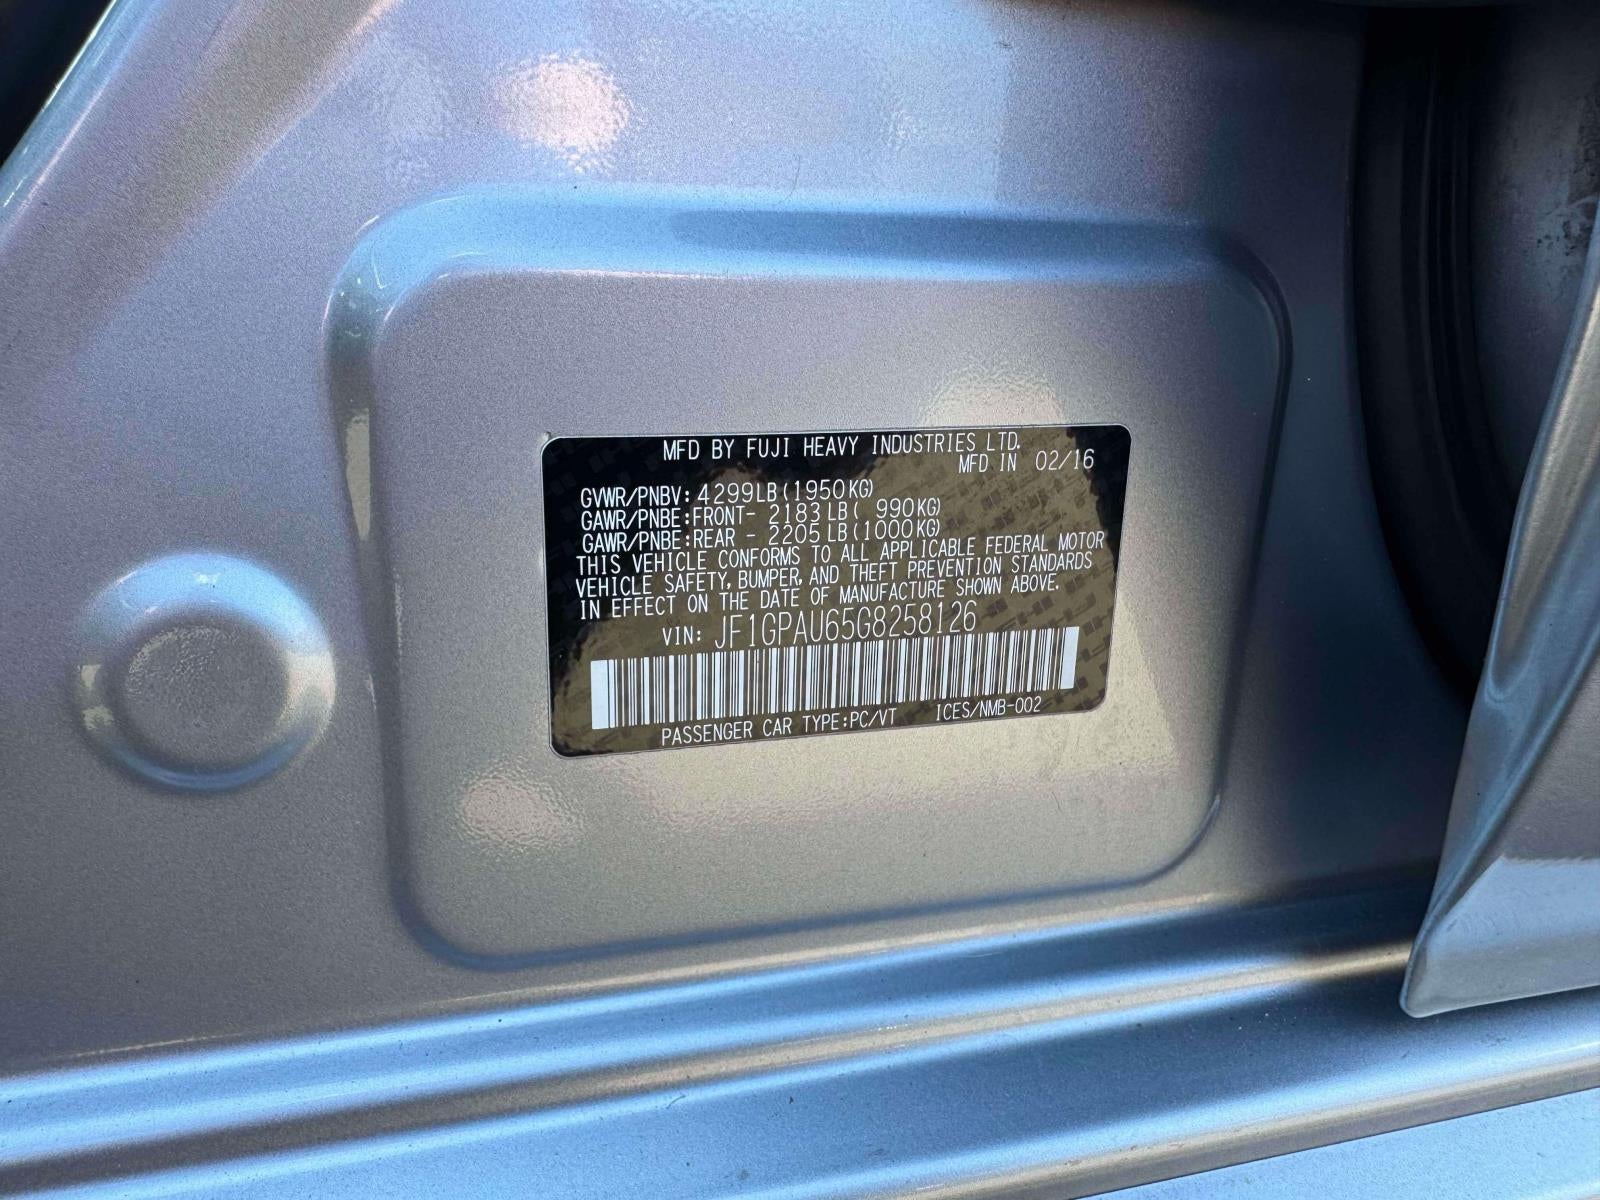 MFD BY FUJI HEAVY INDUSTRIES LTD.
MFD IN 02/16
GVWR/PNBV: 4299LB(1950KG)
GAWR/PNBE:FRONT- 2183LB( 990KG)
GAWR/PNBE:REAR - 2205LB(1000KG)
THIS VEHICLE CONFORMS TO ALL APPLICABLE FEDERAL MOTOR
VEHICLE SAFETY, BUMPER, AND THEFT PREVENTION STANDARDS
IN EFFECT ON THE DATE OF MANUFACTURE SHOWN ABOVE.
VIN: JF1GPAU65G8258126
PASSENGER CAR TYPE:PC/VT ICES/NMB-002